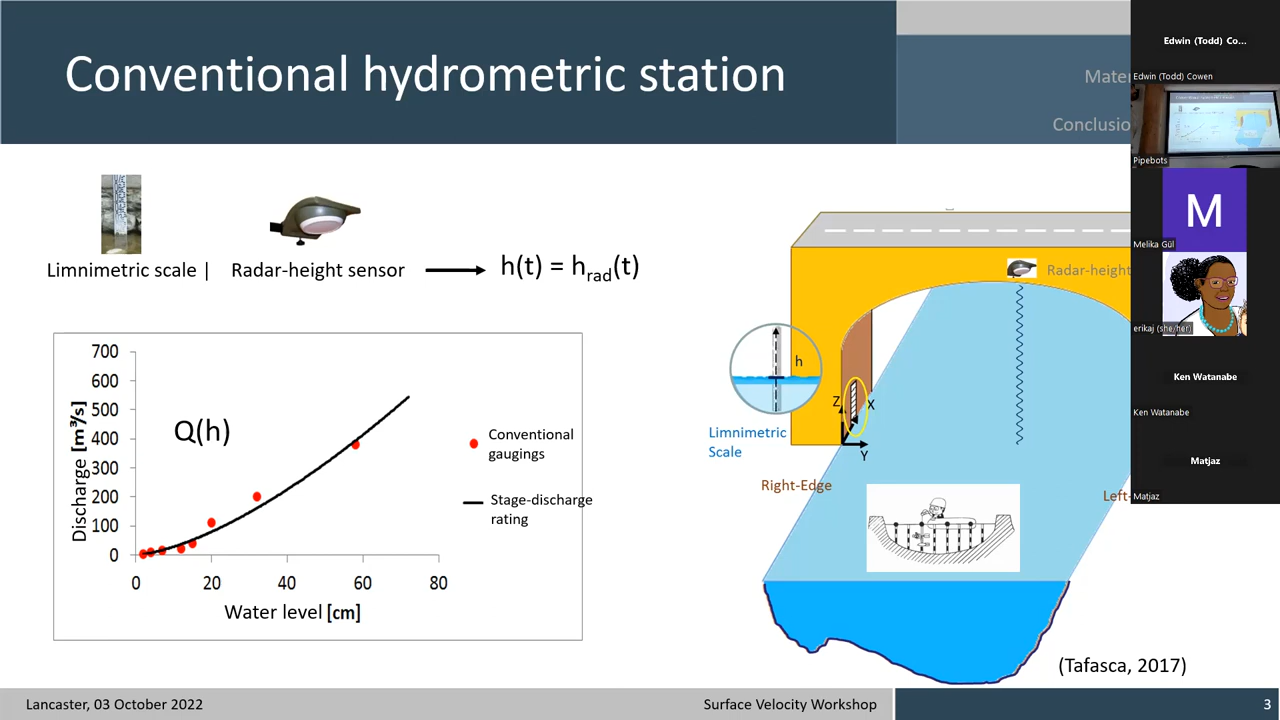 Conventional hydrometric station
Mater
Conclusio
Edwin (Todd) Co...
Edwin (Todd) Cowen
Pipebots
M
Melika Gül
erikaj (she/her)
Ken Watanabe
Ken Watanabe
Matjaz
Matjaz
Limnimetric scale |
Radar-height sensor
h(t) = hrad(t)
700
600
500
400
300
200
100
0
Discharge [m³/s]
Q(h)
Conventional
gaugings
Stage-discharge
rating
0 20 40 60 80
Water level [cm]
Radar-height
h
Z
X
Y
Limnimetric
Scale
Right-Edge
Left-
(Tafasca, 2017)
Lancaster, 03 October 2022
Surface Velocity Workshop
3